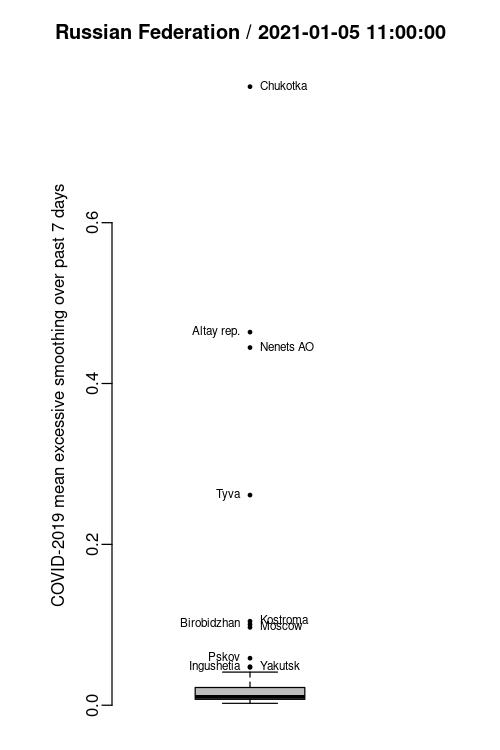 Russian Federation / 2021-01-05 11:00:00
COVID-2019 mean excessive smoothing over past 7 days
0.6
0.4
0.2
0.0
Chukotka
Altay rep.
Nenets AO
Tyva
Kostroma
Birobidzhan
Moscow
Pskov
Ingushetia
Yakutsk